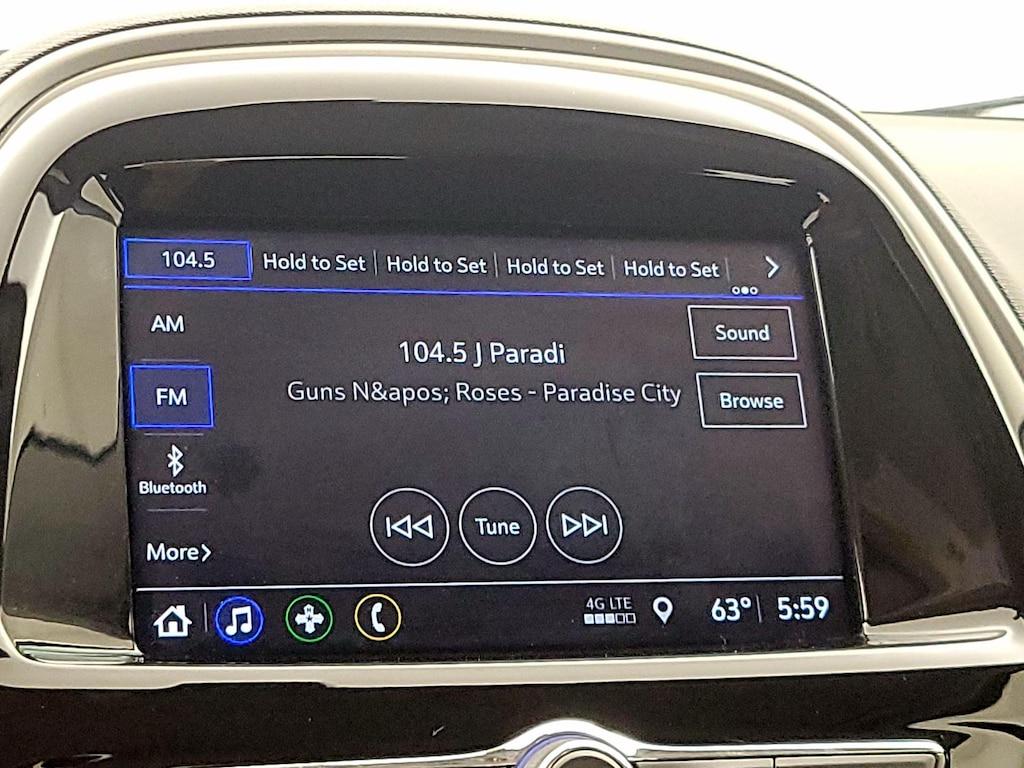 104.5 Hold to Set Hold to Set Hold to Set Hold to Set
AM
Sound
104.5 J Paradi
FM
Guns N&apos; Roses - Paradise City
Browse
Bluetooth
Tune
More
4G LTE
63° 5:59